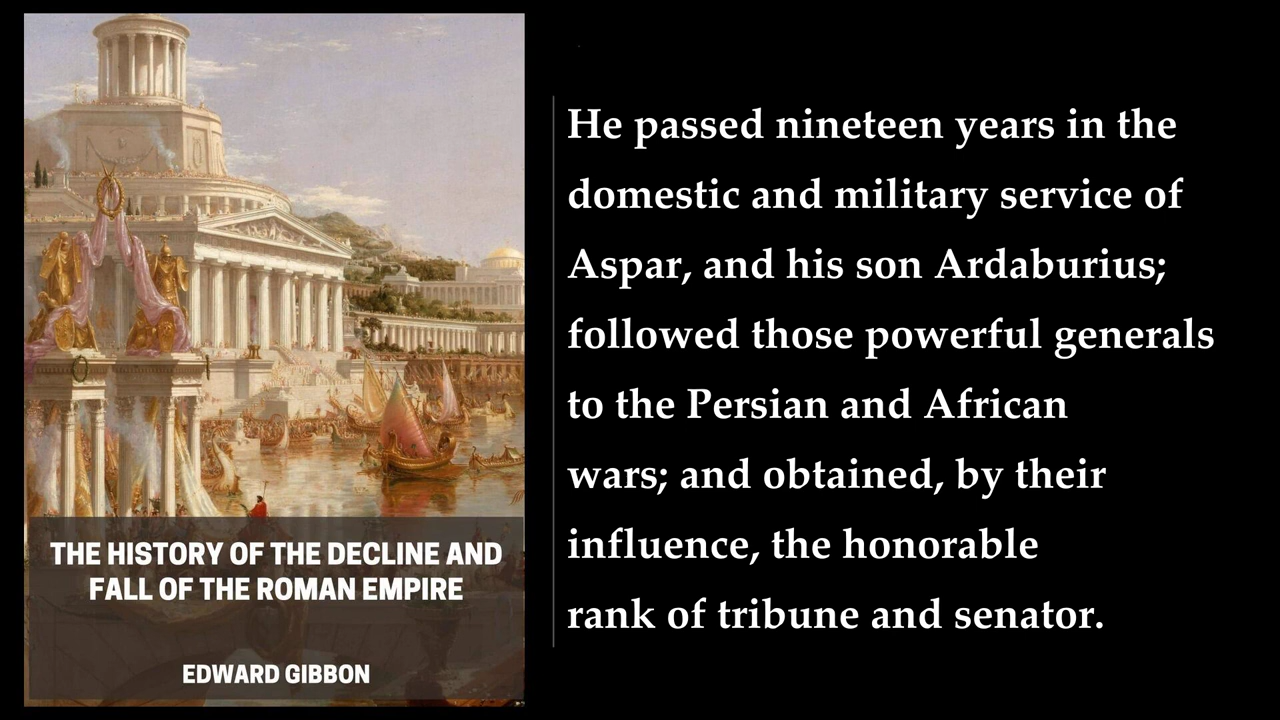 THE HISTORY OF THE DECLINE AND
FALL OF THE ROMAN EMPIRE
EDWARD GIBBON
He passed nineteen years in the
domestic and military service of
Aspar, and his son Ardaburius;
followed those powerful generals
to the Persian and African
wars; and obtained, by their
influence, the honorable
rank of tribune and senator.